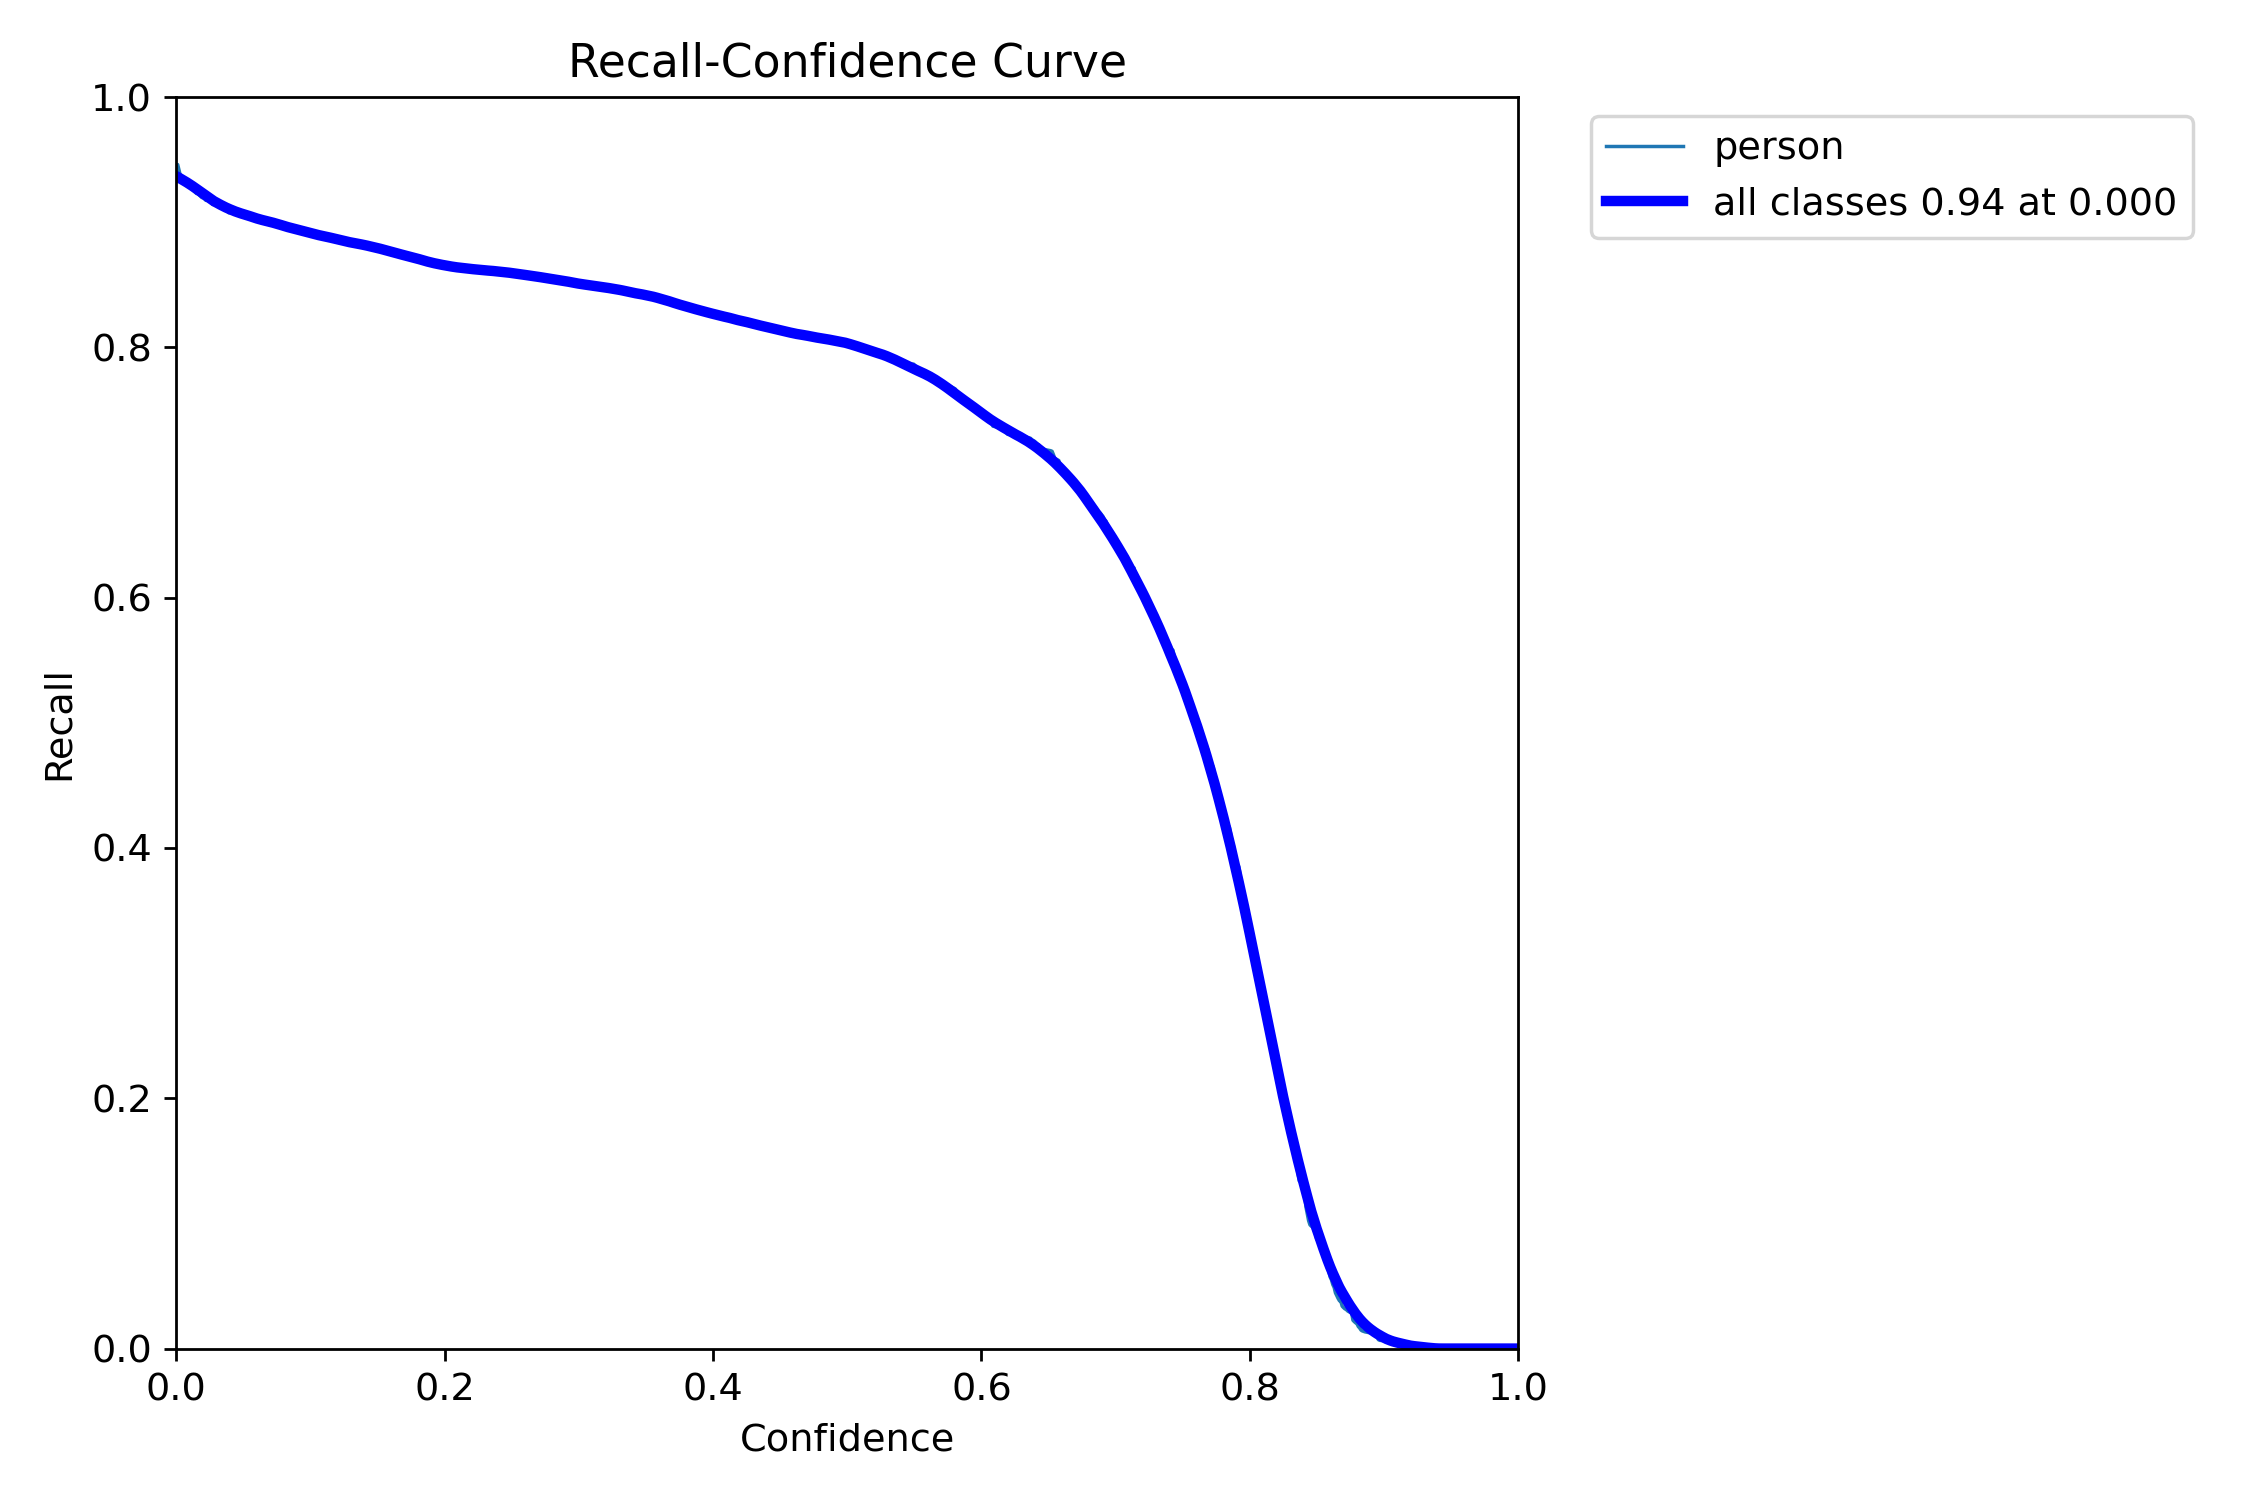 Recall-Confidence Curve
1.0
0.8
0.6
0.4
0.2
0.0
Recall
0.0 0.2 0.4 0.6 0.8 1.0
Confidence
person
all classes 0.94 at 0.000